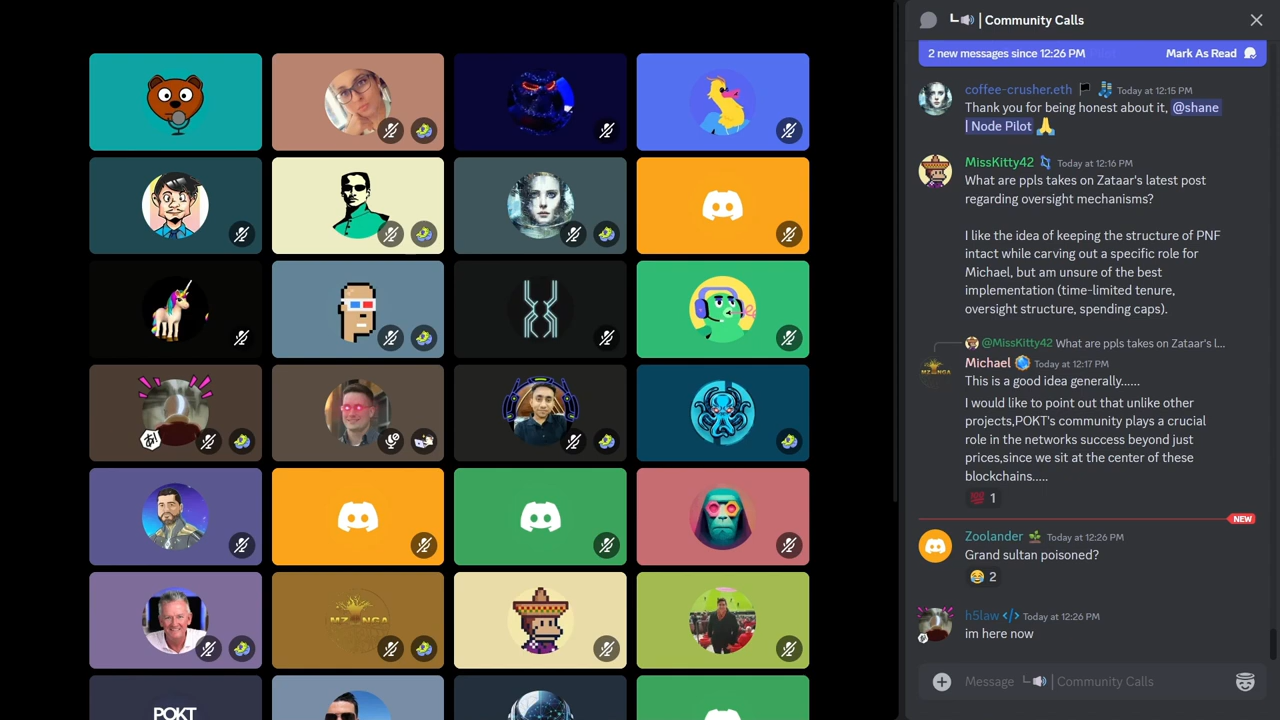 Community Calls
2 new messages since 12:26 PM
Mark As Read
coffee-crusher.eth Today at 12:15 PM
Thank you for being honest about it, @shane
| Node Pilot 🙏
MissKitty42 Today at 12:16 PM
What are ppls takes on Zataar's latest post
regarding oversight mechanisms?
I like the idea of keeping the structure of PNF
intact while carving out a specific role for
Michael, but am unsure of the best
implementation (time-limited tenure,
oversight structure, spending caps).
@MissKitty42 What are ppls takes on Zataar's l...
Michael Today at 12:17 PM
This is a good idea generally......
I would like to point out that unlike other
projects,POKT's community plays a crucial
role in the networks success beyond just
prices,since we sit at the center of these
blockchains.....
💯 1
NEW
Zoolander Today at 12:26 PM
Grand sultan poisoned?
😂 2
h5law </> Today at 12:26 PM
im here now
Message Community Calls
MZONGA
MZONGA
POKT